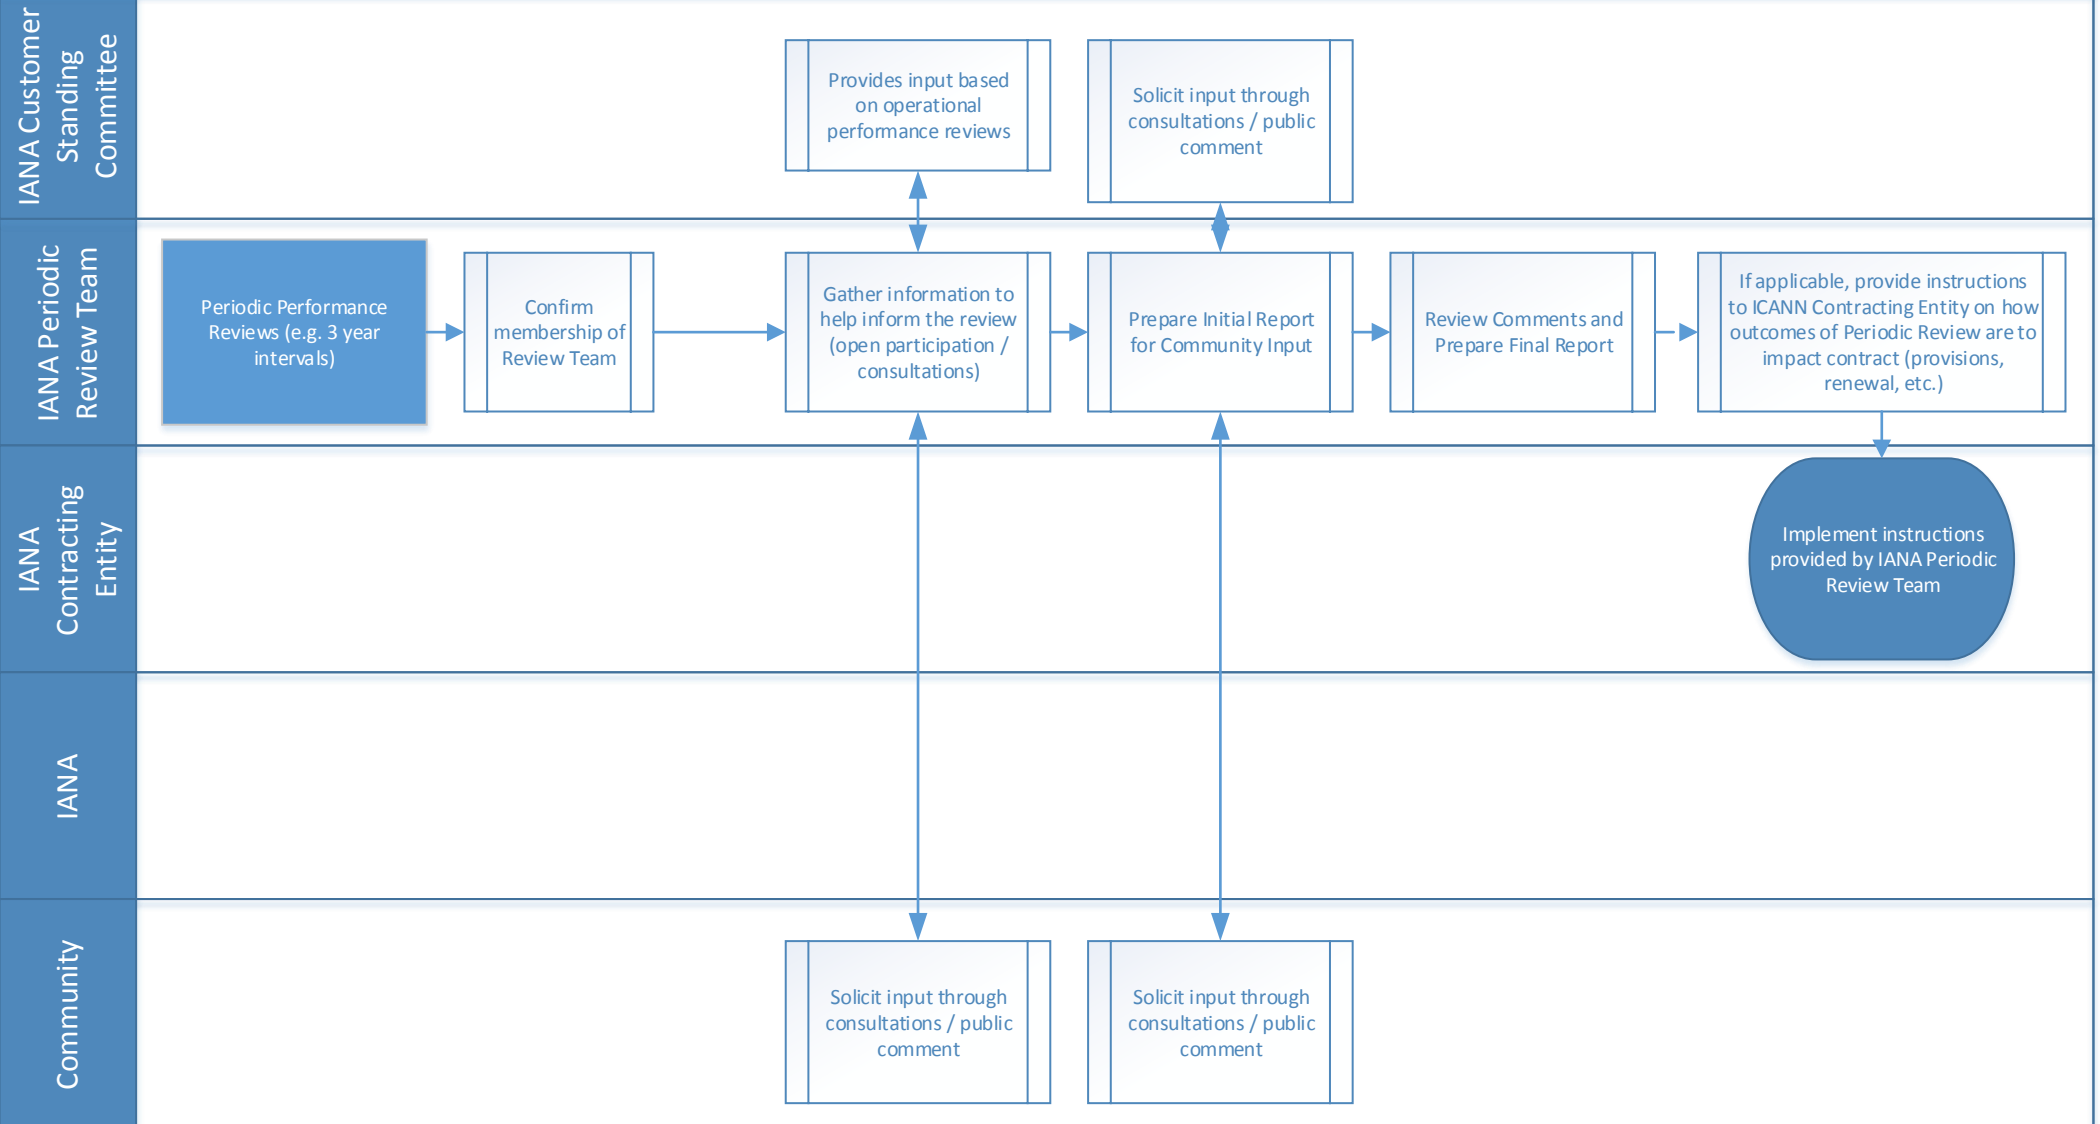 IANA Customer
Standing
Committee
Provides input based
on operational
performance reviews
Solicit input through
consultations / public
comment
IANA Periodic
Review Team
Periodic Performance
Reviews (e.g. 3 year
intervals)
Confirm
membership of
Review Team
Gather information to
help inform the review
(open participation /
consultations)
Prepare Initial Report
for Community Input
Review Comments and
Prepare Final Report
If applicable, provide instructions
to ICANN Contracting Entity on how
outcomes of Periodic Review are to
impact contract (provisions,
renewal, etc.)
IANA
Contracting
Entity
Implement instructions
provided by IANA Periodic
Review Team
IANA
Community
Solicit input through
consultations / public
comment
Solicit input through
consultations / public
comment